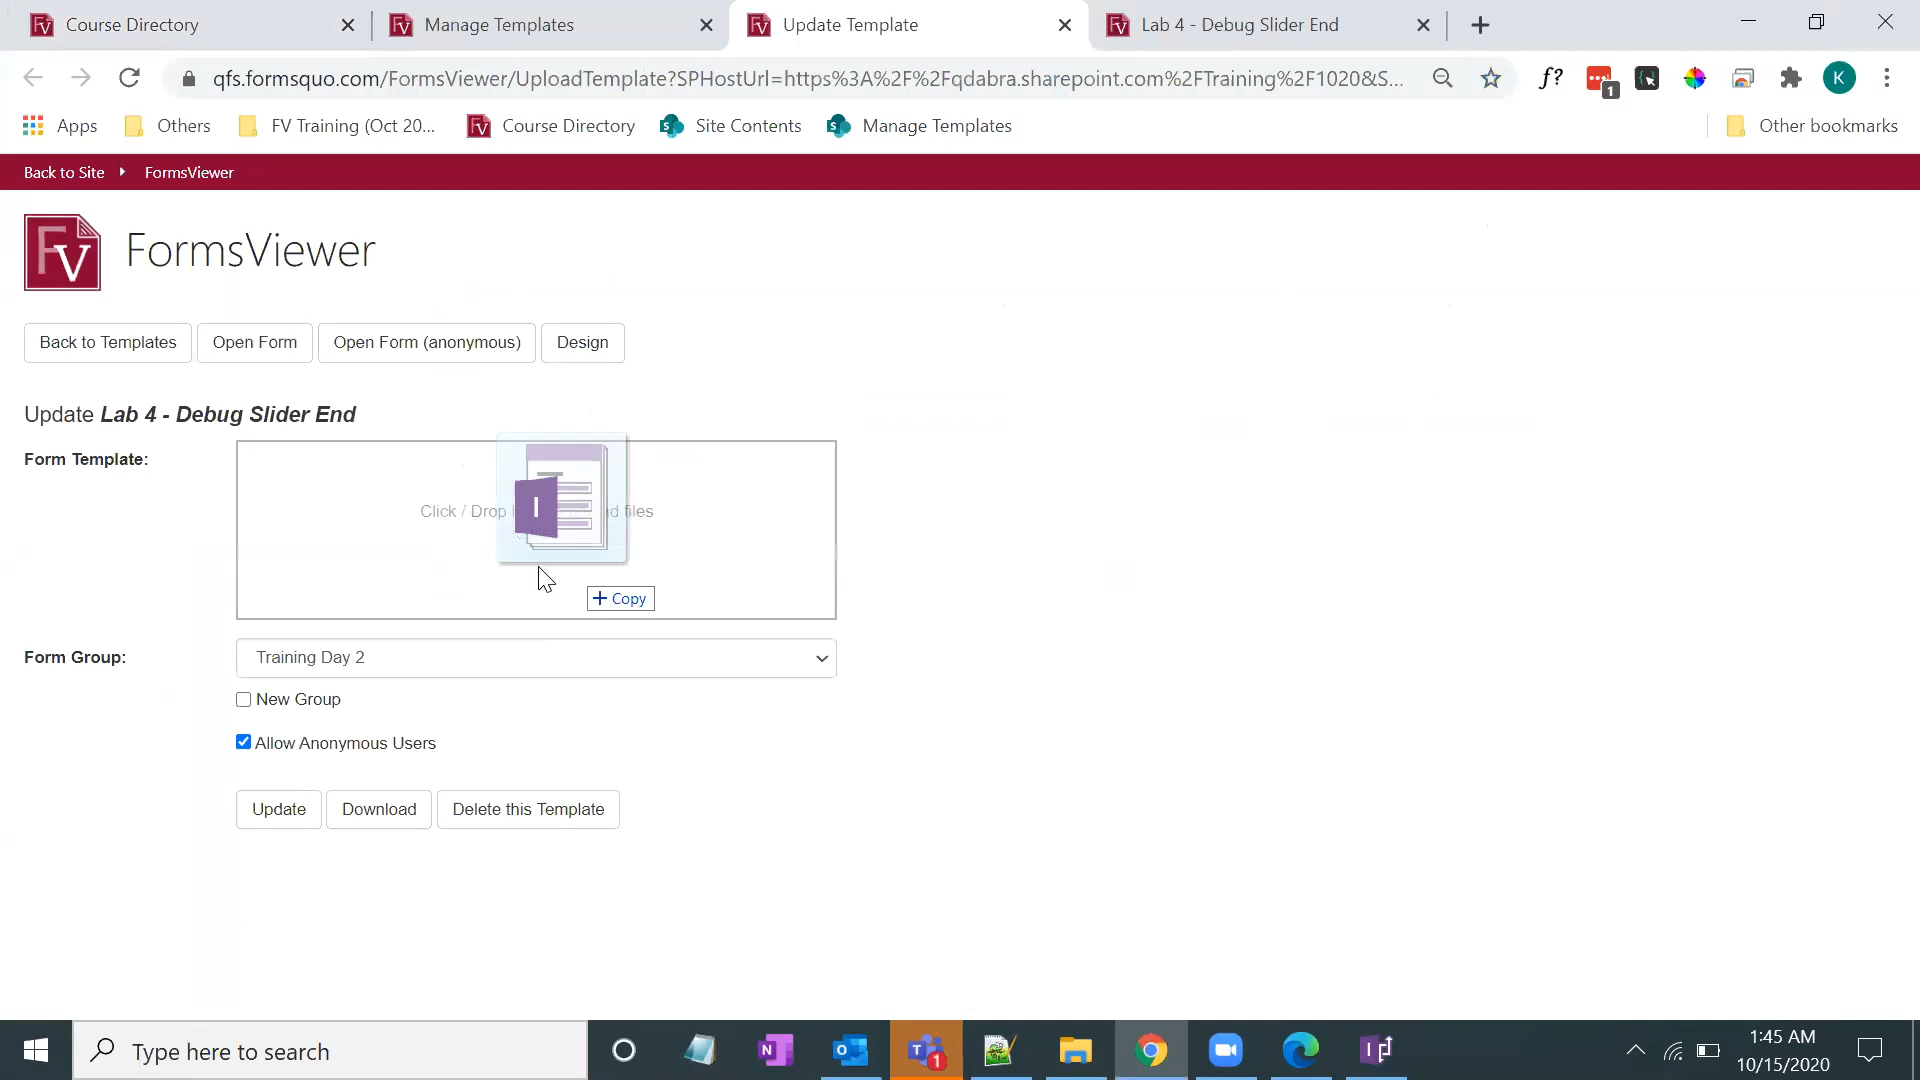 Course Directory
Manage Templates
Update Template
Lab 4 - Debug Slider End
qfs.formsquo.com/FormsViewer/UploadTemplate?SPHostUrl=https%3A%2F%2Fqdabra.sharepoint.com%2FTraining%2F1020&S...
f?
1
K
Apps
Others
FV Training (Oct 20...
Course Directory
Site Contents
Manage Templates
Other bookmarks
Back to Site
FormsViewer
FV
FormsViewer
Back to Templates
Open Form
Open Form (anonymous)
Design
Update Lab 4 - Debug Slider End
Form Template:
Click / Drop
files
I
+ Copy
Form Group:
Training Day 2
New Group
Allow Anonymous Users
Update
Download
Delete this Template
Type here to search
1:45 AM
10/15/2020